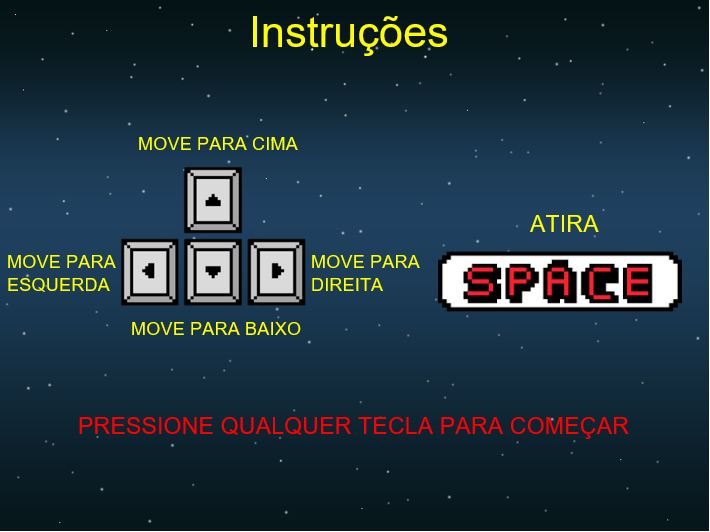 Instruções
MOVE PARA CIMA
ATIRA
MOVE PARA
ESQUERDA
MOVE PARA
DIREITA
SPACE
MOVE PARA BAIXO
PRESSIONE QUALQUER TECLA PARA COMEÇAR